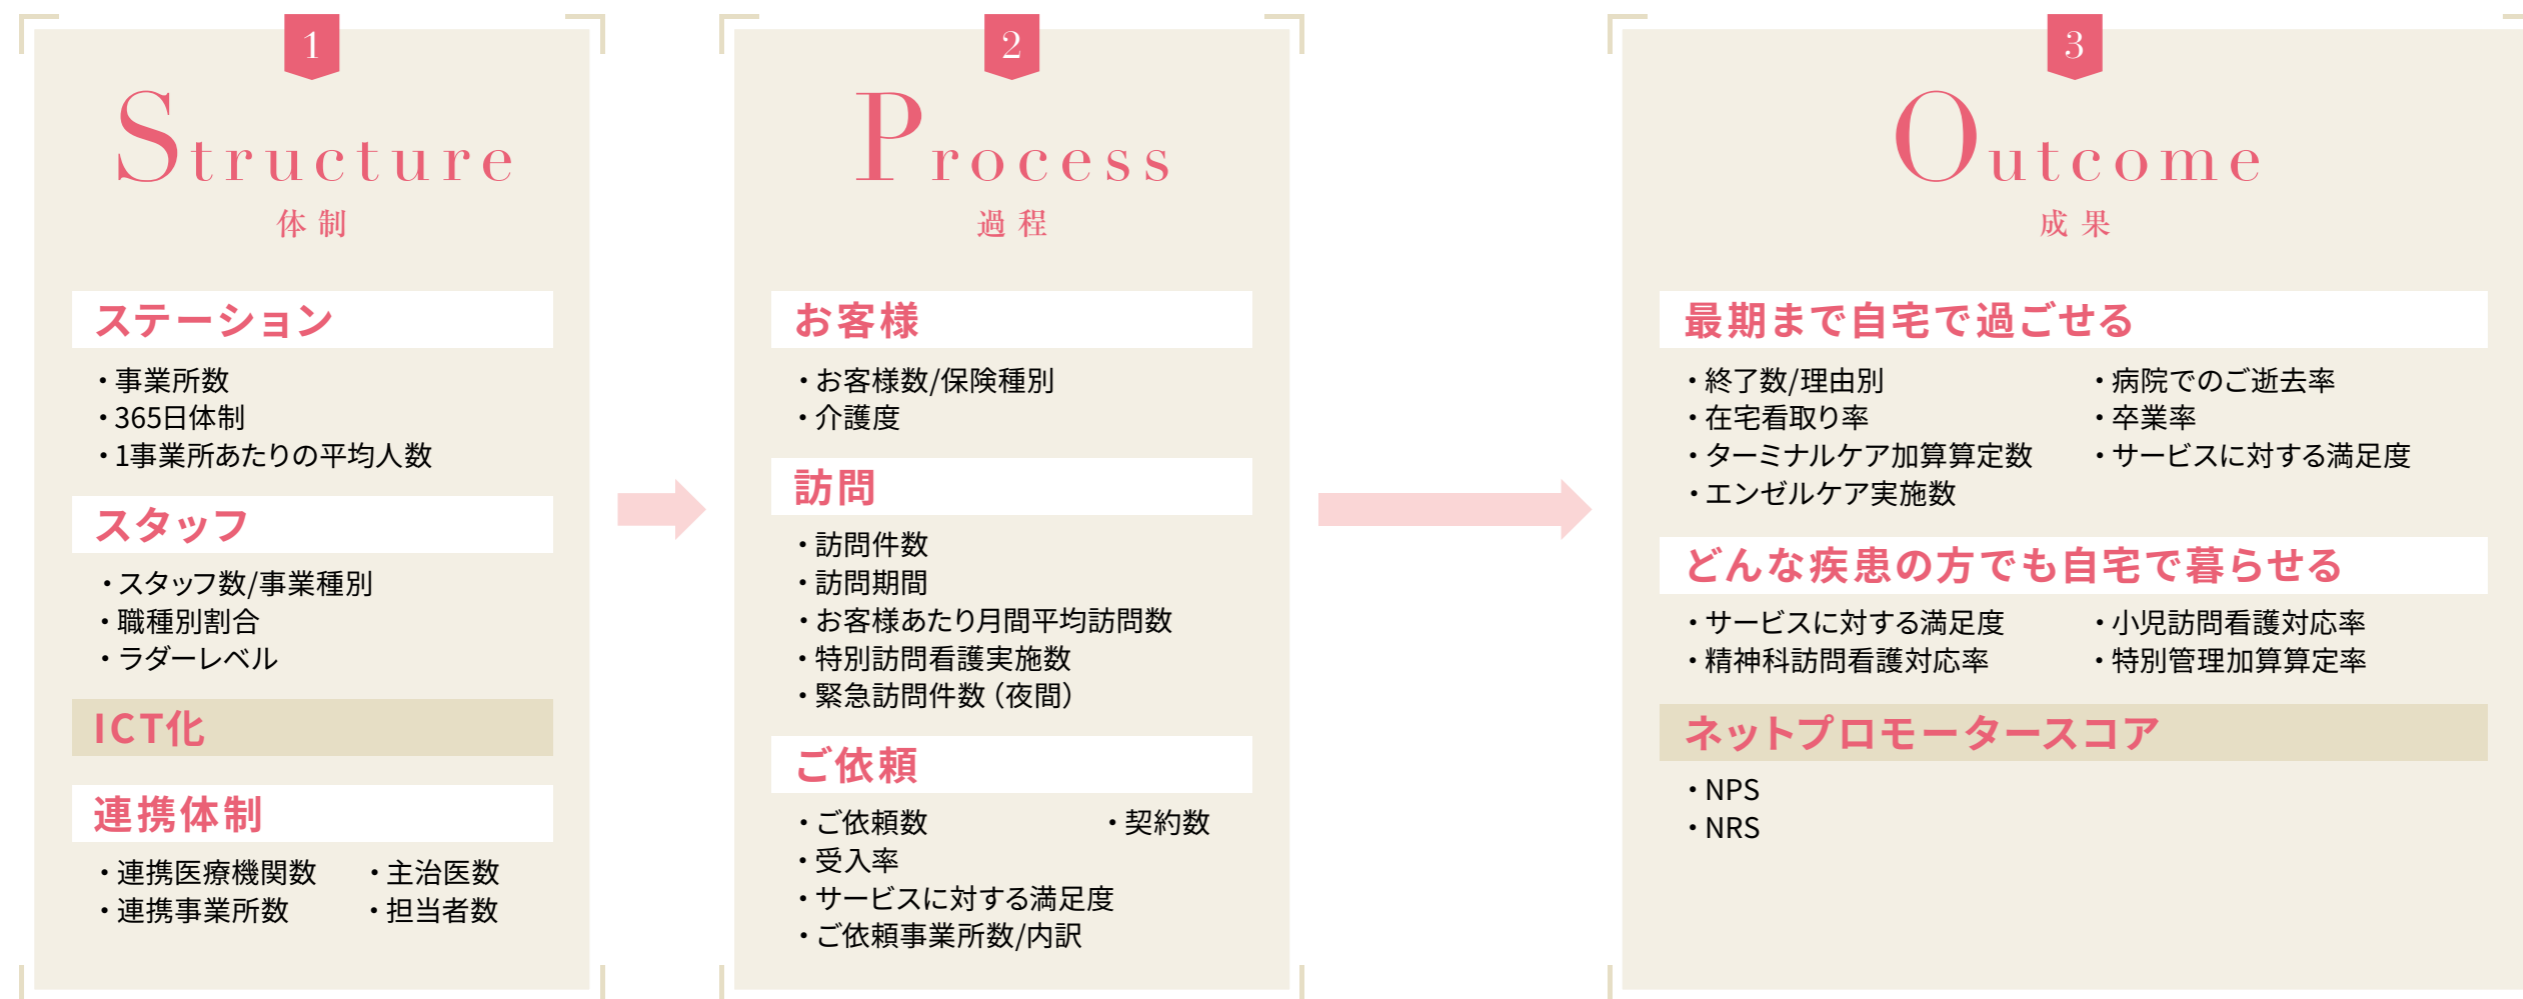 1
Structure
体制
ステーション
・事業所数
・365日体制
・1事業所あたりの平均人数
スタッフ
・スタッフ数/事業種別
・職種別割合
・ラダーレベル
ICT化
連携体制
・連携医療機関数 ・主治医数
・連携事業所数 ・担当者数
2
Process
過程
お客様
・お客様数/保険種別
・介護度
訪問
・訪問件数
・訪問期間
・お客様あたり月間平均訪問数
・特別訪問看護実施数
・緊急訪問件数（夜間）
ご依頼
・ご依頼数 ・契約数
・受入率
・サービスに対する満足度
・ご依頼事業所数/内訳
3
Outcome
成果
最期まで自宅で過ごせる
・終了数/理由別 ・病院でのご逝去率
・在宅看取り率 ・卒業率
・ターミナルケア加算算定数 ・サービスに対する満足度
・エンゼルケア実施数
どんな疾患の方でも自宅で暮らせる
・サービスに対する満足度 ・小児訪問看護対応率
・精神科訪問看護対応率 ・特別管理加算算定率
ネットプロモータースコア
・NPS
・NRS